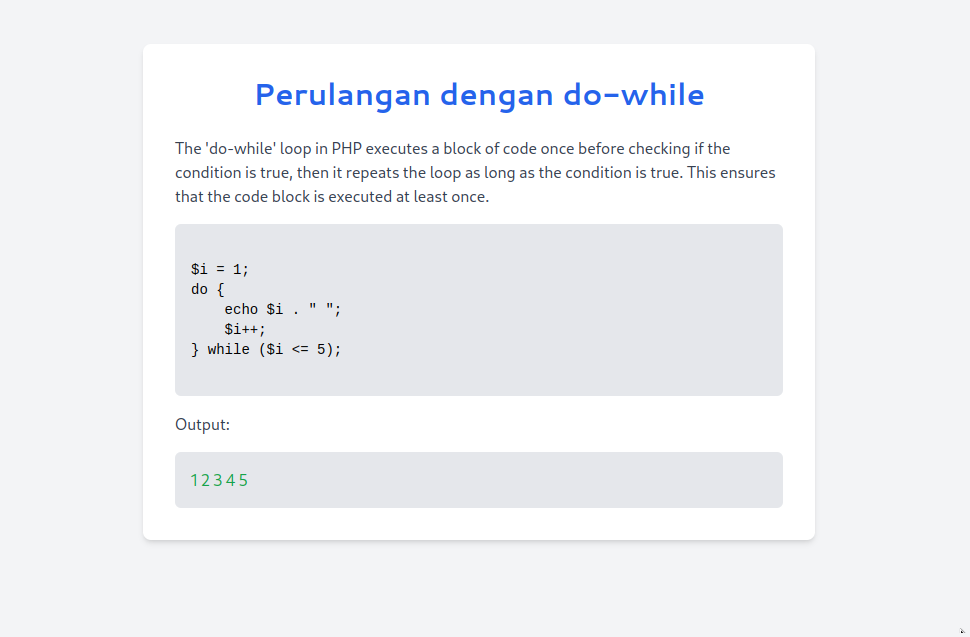 Perulangan dengan do-while
The 'do-while' loop in PHP executes a block of code once before checking if the
condition is true, then it repeats the loop as long as the condition is true. This ensures
that the code block is executed at least once.
$i = 1;
do {
    echo $i . " ";
    $i++;
} while ($i <= 5);
Output:
1 2 3 4 5